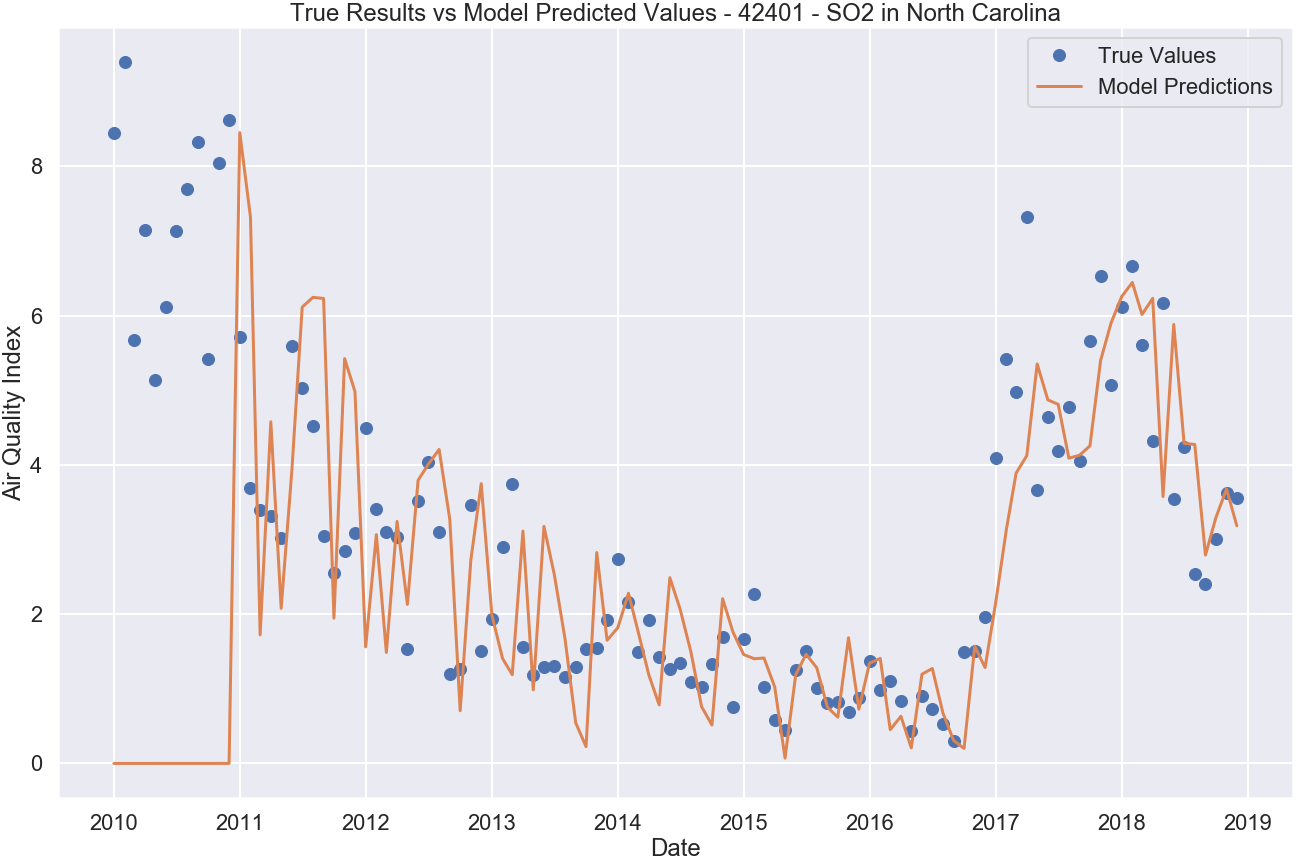 True Results vs Model Predicted Values - 42401 - SO2 in North Carolina
True Values
Model Predictions
Air Quality Index
8
6
4
2
0
2010 2011 2012 2013 2014 2015 2016 2017 2018 2019
Date